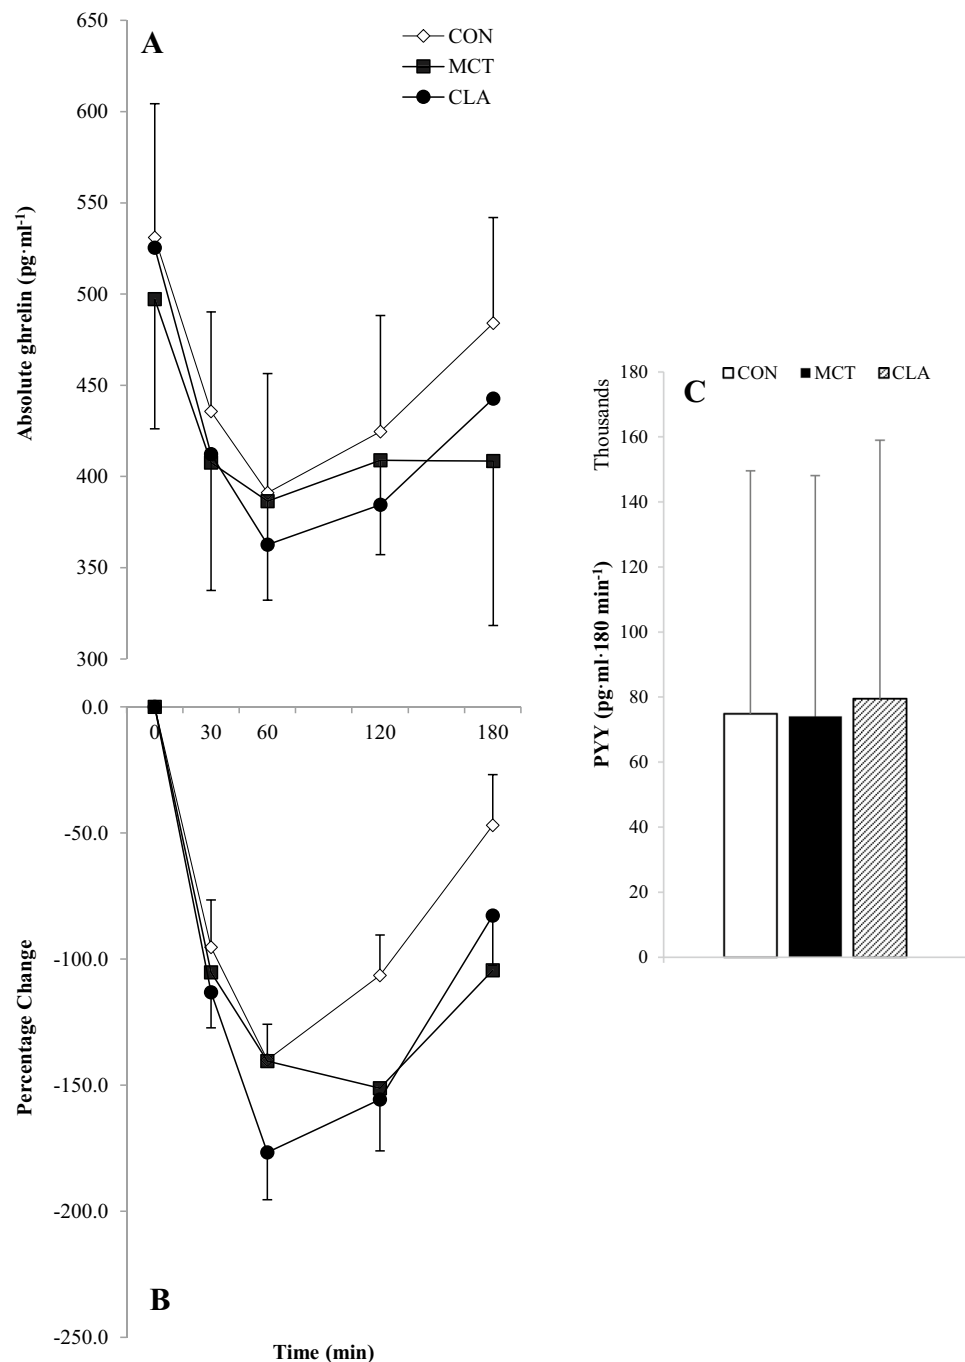 A
CON
MCT
CLA
650
600
550
500
450
400
350
300
Absolute ghrelin (pg·ml-1)
0.0
-50.0
-100.0
-150.0
-200.0
-250.0
0 30 60 120 180
Percentage Change
B
Time (min)
C
CON MCT CLA
Thousands
180
160
140
120
100
80
60
40
20
0
PYY (pg·ml·180 min-1)